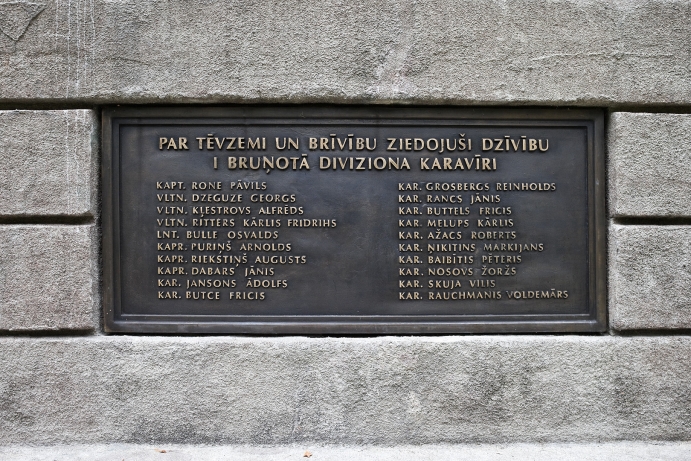 PAR TĒVZEMI UN BRĪVĪBU ZIEDOJUŠI DZĪVĪBU
I BRUŅOTĀ DIVIZIONA KARAVĪRI
KAPT. RONE PĀVILS
VLTN. DZEGUZE GEORGS
VLTN. ĶĻESTROVS ALFRĒDS
VLTN. RITTERS KĀRLIS FRIDRIHS
LNT. BULLE OSVALDS
KAPR. PURIŅŠ ARNOLDS
KAPR. RIEKSTIŅŠ AUGUSTS
KAPR. DABARS JĀNIS
KAR. JANSONS ĀDOLFS
KAR. BUTCE FRICIS
KAR. GROSBERGS REINHOLDS
KAR. RANCS JĀNIS
KAR. BUTTELS FRICIS
KAR. MELUPS KĀRLIS
KAR. AŽACS ROBERTS
KAR. ŅIKITINS MARKIJANS
KAR. BAIBĪTIS PĒTERIS
KAR. NOSOVS ŽORŽS
KAR. SKUJA VILIS
KAR. RAUCHMANIS VOLDEMĀRS